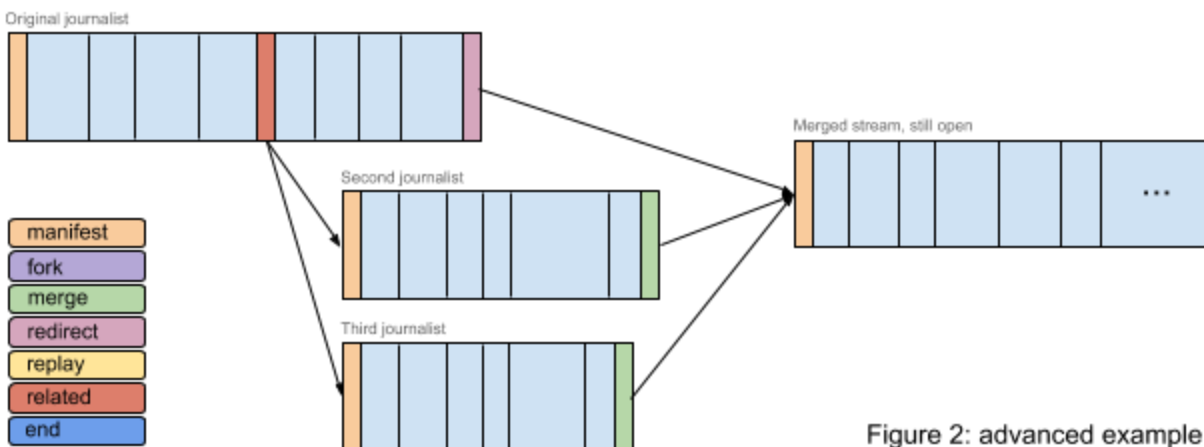 Original journalist
Merged stream, still open
...
Second journalist
manifest
fork
merge
redirect
replay
related
end
Third journalist
Figure 2: advanced example